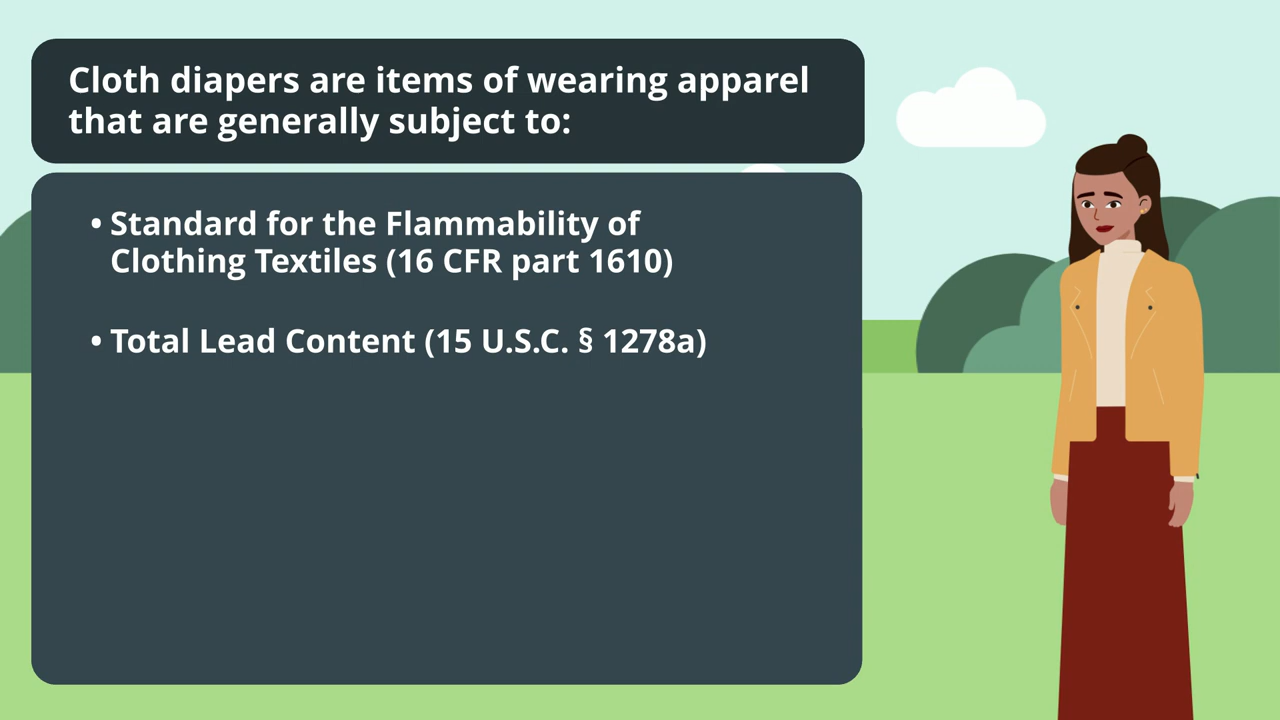 Cloth diapers are items of wearing apparel
that are generally subject to:
• Standard for the Flammability of
Clothing Textiles (16 CFR part 1610)
• Total Lead Content (15 U.S.C. § 1278a)